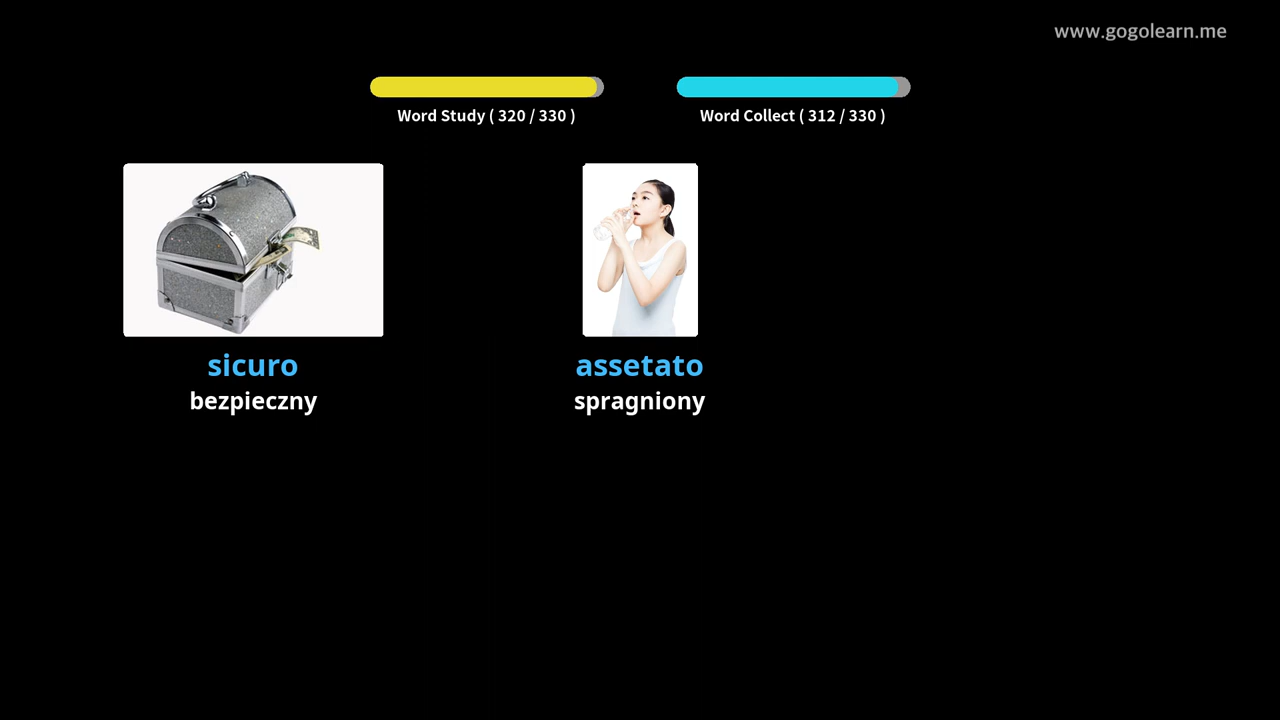 www.gogolearn.me
Word Study ( 320 / 330 )
Word Collect ( 312 / 330 )
sicuro
bezpieczny
assetato
spragniony